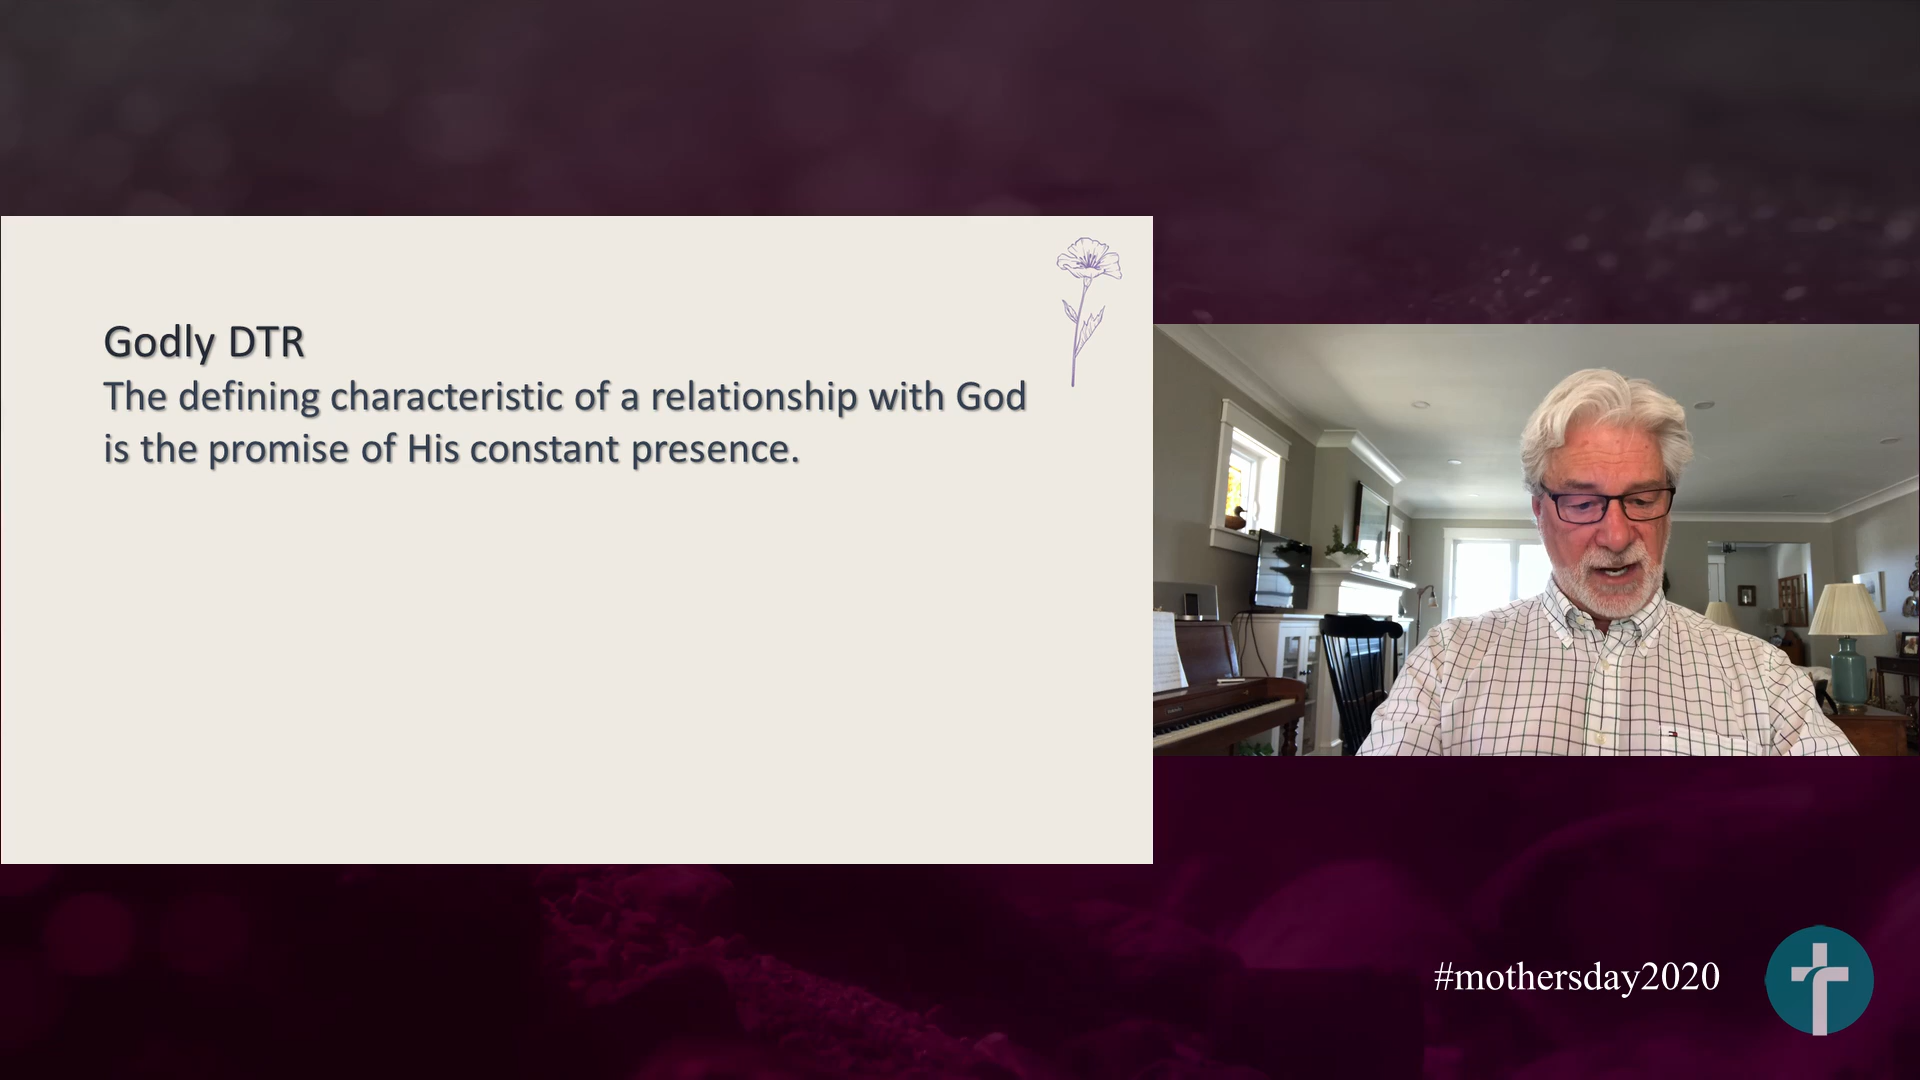 Godly DTR
The defining characteristic of a relationship with God
is the promise of His constant presence.
#mothersday2020